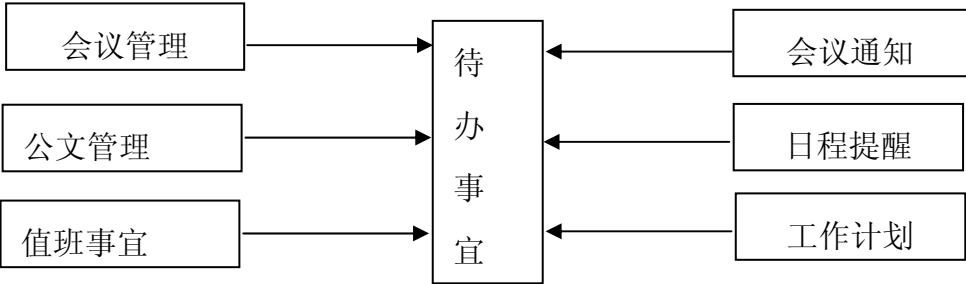 会议管理
公文管理
值班事宜
待
办
事
宜
会议通知
日程提醒
工作计划